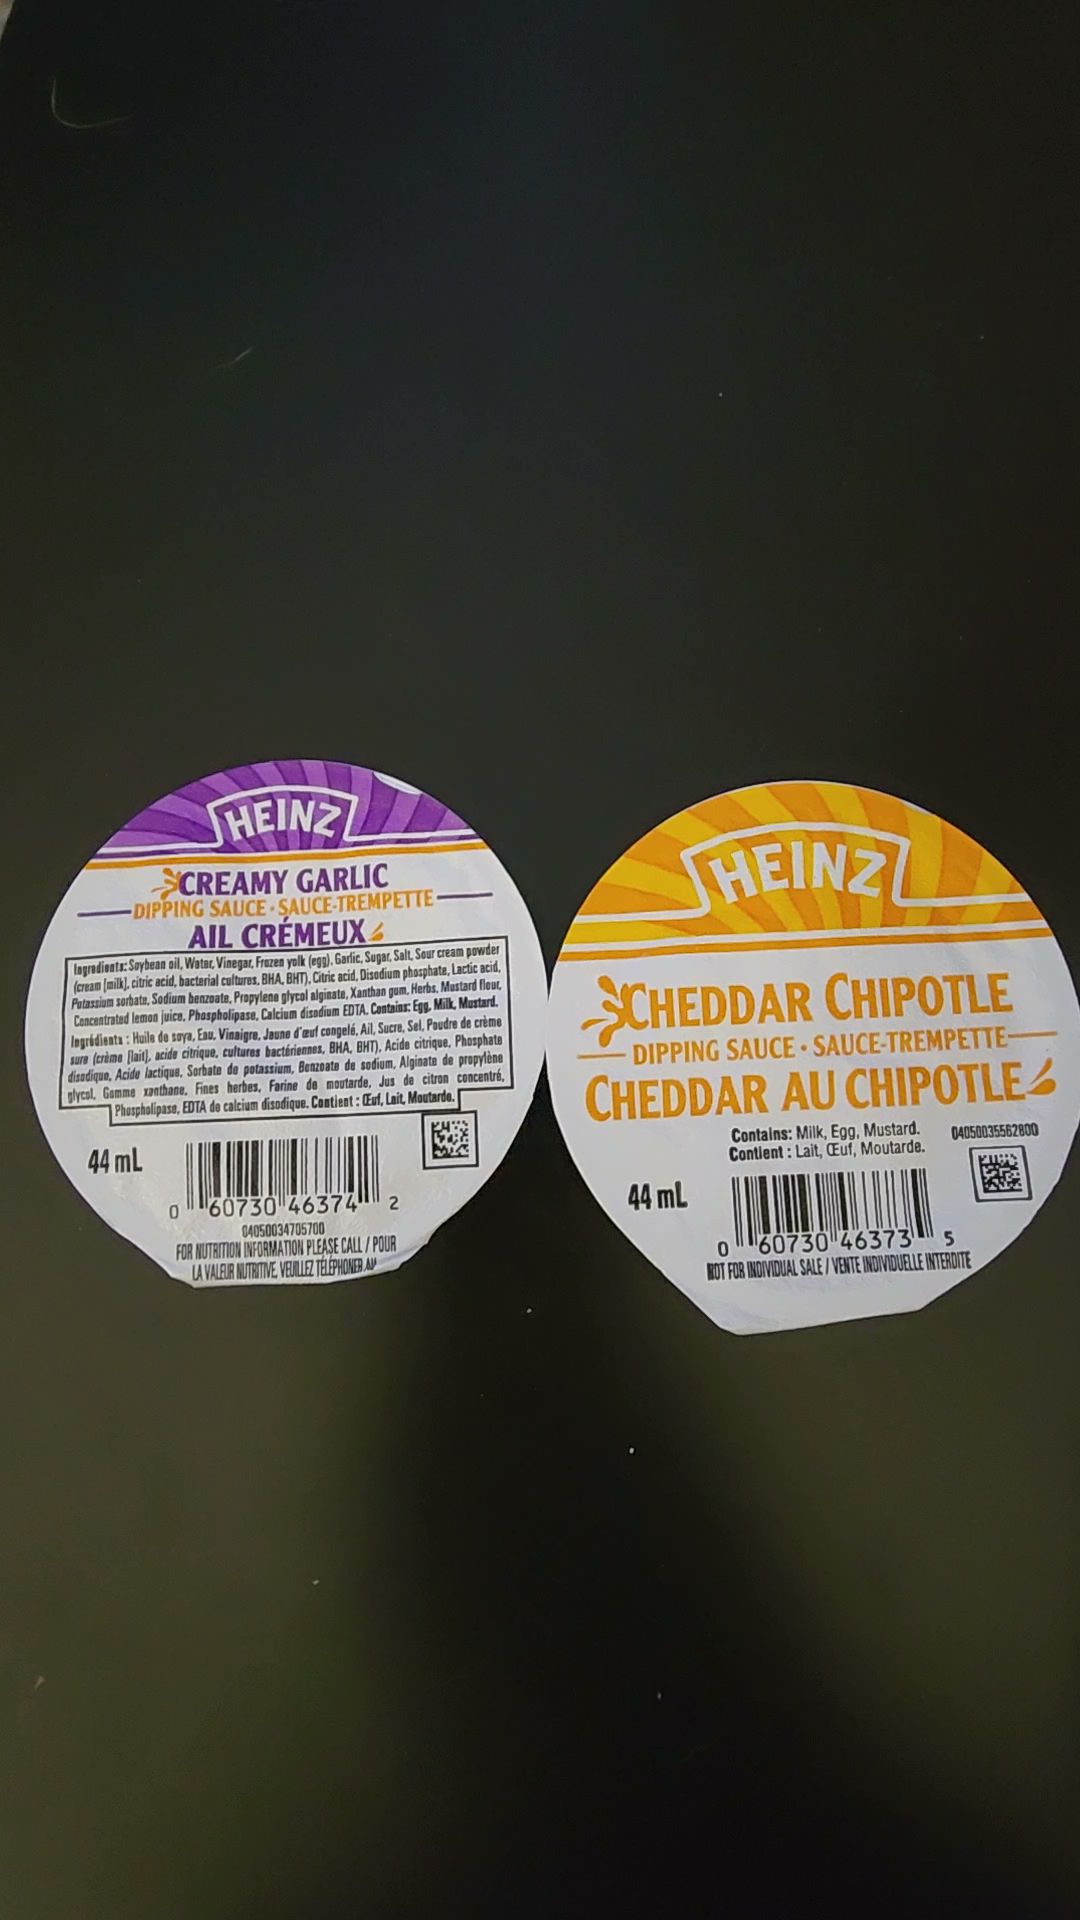 HEINZ
CREAMY GARLIC
DIPPING SAUCE • SAUCE-TREMPETTE
AIL CRÉMEUX
Ingredients: Soybean oil, Water, Vinegar, Frozen yolk (egg), Garlic, Sugar, Salt, Sour cream powder
(cream [milk], citric acid, bacterial cultures, BHA, BHT), Citric acid, Disodium phosphate, Lactic acid,
Potassium sorbate, Sodium benzoate, Propylene glycol alginate, Xanthan gum, Herbs, Mustard flour,
Concentrated lemon juice, Phospholipase, Calcium disodium EDTA. Contains: Egg, Milk, Mustard.
Ingrédients : Huile de soya, Eau, Vinaigre, Jaune d'œuf congelé, Ail, Sucre, Sel, Poudre de crème
sure (crème [lait], acide citrique, cultures bactériennes, BHA, BHT), Acide citrique, Phosphate
disodique, Acide lactique, Sorbate de potassium, Benzoate de sodium, Alginate de propylène
glycol, Gomme xanthane, Fines herbes, Farine de moutarde, Jus de citron concentré,
Phospholipase, EDTA de calcium disodique. Contient : Œuf, Lait, Moutarde.
44 mL
0 60730 46374 2
04050034705700
FOR NUTRITION INFORMATION PLEASE CALL / POUR
LA VALEUR NUTRITIVE, VEUILLEZ TÉLÉPHONER AU
HEINZ
CHEDDAR CHIPOTLE
DIPPING SAUCE • SAUCE-TREMPETTE
CHEDDAR AU CHIPOTLE
Contains: Milk, Egg, Mustard.
Contient : Lait, Œuf, Moutarde.
04050035562800
44 mL
0 60730 46373 5
NOT FOR INDIVIDUAL SALE / VENTE INDIVIDUELLE INTERDITE